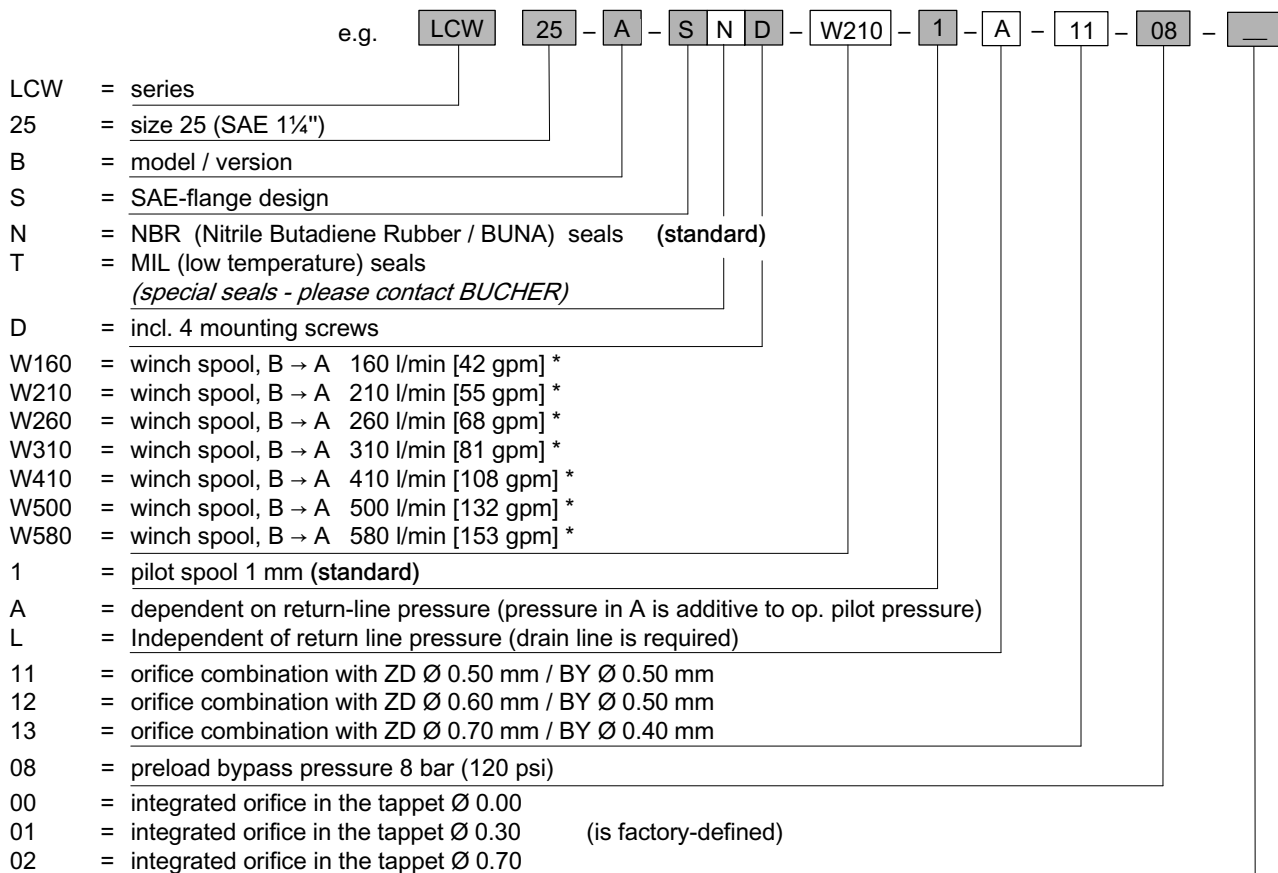 e.g. LCW 25 – A – S N D – W210 – 1 – A – 11 – 08 – __
LCW = series
25 = size 25 (SAE 1¼")
B = model / version
S = SAE-flange design
N = NBR (Nitrile Butadiene Rubber / BUNA) seals (standard)
T = MIL (low temperature) seals
(special seals - please contact BUCHER)
D = incl. 4 mounting screws
W160 = winch spool, B → A 160 l/min [42 gpm] *
W210 = winch spool, B → A 210 l/min [55 gpm] *
W260 = winch spool, B → A 260 l/min [68 gpm] *
W310 = winch spool, B → A 310 l/min [81 gpm] *
W410 = winch spool, B → A 410 l/min [108 gpm] *
W500 = winch spool, B → A 500 l/min [132 gpm] *
W580 = winch spool, B → A 580 l/min [153 gpm] *
1 = pilot spool 1 mm (standard)
A = dependent on return-line pressure (pressure in A is additive to op. pilot pressure)
L = Independent of return line pressure (drain line is required)
11 = orifice combination with ZD Ø 0.50 mm / BY Ø 0.50 mm
12 = orifice combination with ZD Ø 0.60 mm / BY Ø 0.50 mm
13 = orifice combination with ZD Ø 0.70 mm / BY Ø 0.40 mm
08 = preload bypass pressure 8 bar (120 psi)
00 = integrated orifice in the tappet Ø 0.00
01 = integrated orifice in the tappet Ø 0.30 (is factory-defined)
02 = integrated orifice in the tappet Ø 0.70